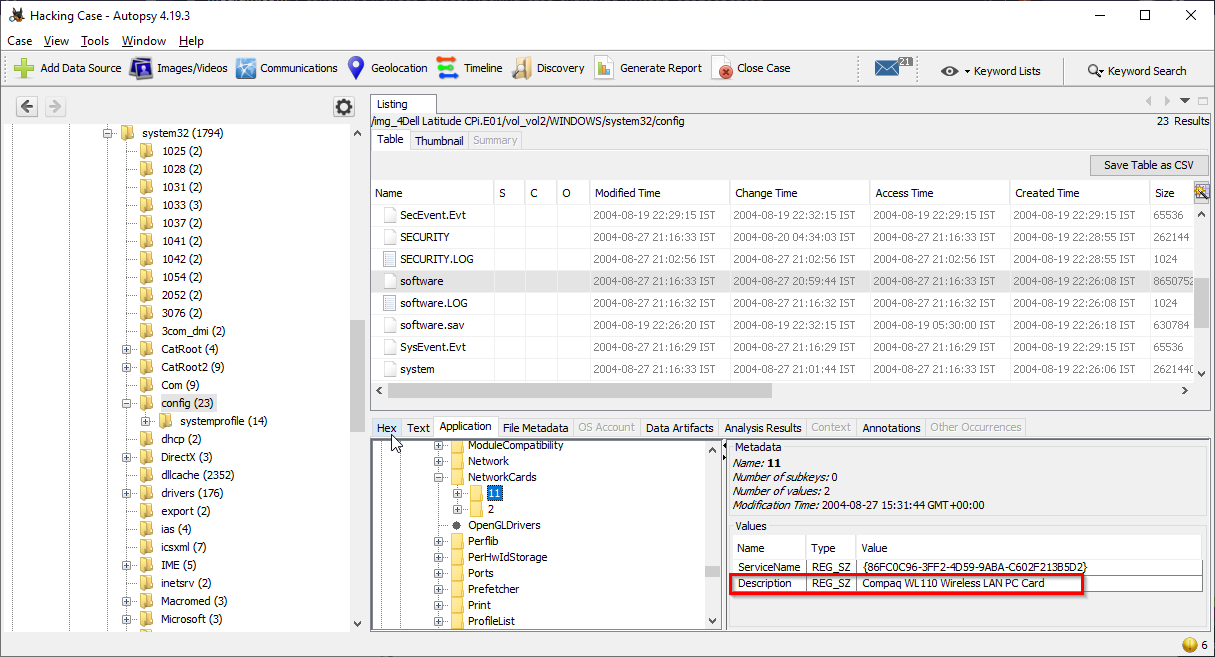 Hacking Case - Autopsy 4.19.3
Case View Tools Window Help
Add Data Source Images/Videos Communications Geolocation Timeline Discovery Generate Report Close Case 21 Keyword Lists Keyword Search
Listing
/img_4Dell Latitude CPi.E01/vol_vol2/WINDOWS/system32/config 23 Results
Table Thumbnail Summary
Save Table as CSV
Name S C O Modified Time Change Time Access Time Created Time Size
SecEvent.Evt 2004-08-19 22:29:15 IST 2004-08-19 22:32:15 IST 2004-08-19 22:29:15 IST 2004-08-19 22:29:15 IST 65536
SECURITY 2004-08-27 21:16:33 IST 2004-08-20 04:34:03 IST 2004-08-27 21:16:33 IST 2004-08-19 22:28:55 IST 262144
SECURITY.LOG 2004-08-27 21:02:56 IST 2004-08-27 21:02:56 IST 2004-08-27 21:02:56 IST 2004-08-19 22:28:55 IST 1024
software 2004-08-27 21:16:33 IST 2004-08-27 20:59:44 IST 2004-08-27 21:16:33 IST 2004-08-19 22:26:08 IST 8650752
software.LOG 2004-08-27 21:16:32 IST 2004-08-27 21:16:32 IST 2004-08-27 21:16:32 IST 2004-08-19 22:26:08 IST 1024
software.sav 2004-08-19 22:26:20 IST 2004-08-19 22:32:15 IST 2004-08-19 05:30:00 IST 2004-08-19 22:26:18 IST 630784
SysEvent.Evt 2004-08-27 21:16:29 IST 2004-08-27 21:16:29 IST 2004-08-27 21:16:29 IST 2004-08-19 22:29:15 IST 65536
system 2004-08-27 21:16:33 IST 2004-08-27 21:01:44 IST 2004-08-27 21:16:33 IST 2004-08-19 22:26:06 IST 2621440
system32 (1794)
1025 (2)
1028 (2)
1031 (2)
1033 (3)
1037 (2)
1041 (2)
1042 (2)
1054 (2)
2052 (2)
3076 (2)
3com_dmi (2)
CatRoot (4)
CatRoot2 (9)
Com (9)
config (23)
systemprofile (14)
dhcp (2)
DirectX (3)
dllcache (2352)
drivers (176)
export (2)
ias (4)
icsxml (7)
IME (5)
inetsrv (2)
Macromed (3)
Microsoft (3)
Hex Text Application File Metadata OS Account Data Artifacts Analysis Results Context Annotations Other Occurrences
ModuleCompatibility
Network
NetworkCards
11
2
OpenGLDrivers
Perflib
PerHwIdStorage
Ports
Prefetcher
Print
ProfileList
Metadata
Name: 11
Number of subkeys: 0
Number of values: 2
Modification Time: 2004-08-27 15:31:44 GMT+00:00
Values
Name Type Value
ServiceName REG_SZ {86FC0C96-3FF2-4D59-9ABA-C602F213B5D2}
Description REG_SZ Compaq WL110 Wireless LAN PC Card
6